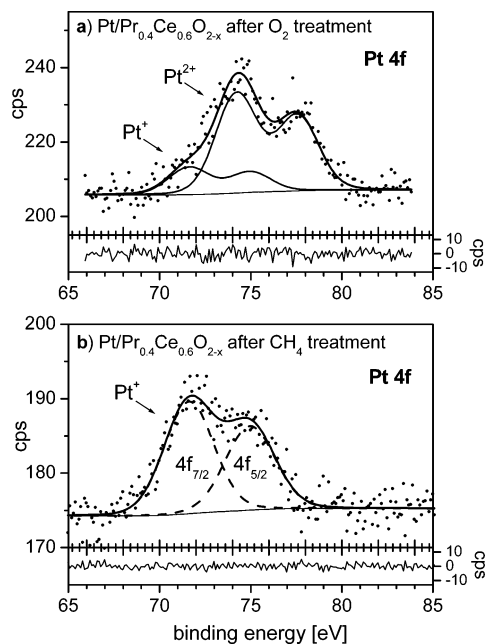 a) Pt/Pr0.4Ce0.6O2-x after O2 treatment
Pt 4f
Pt2+
Pt+
240
220
200
cps
10
0
-10
cps
65 70 75 80 85
b) Pt/Pr0.4Ce0.6O2-x after CH4 treatment
Pt 4f
Pt+
4f7/2
4f5/2
200
190
180
170
cps
10
0
-10
cps
65 70 75 80 85
binding energy [eV]